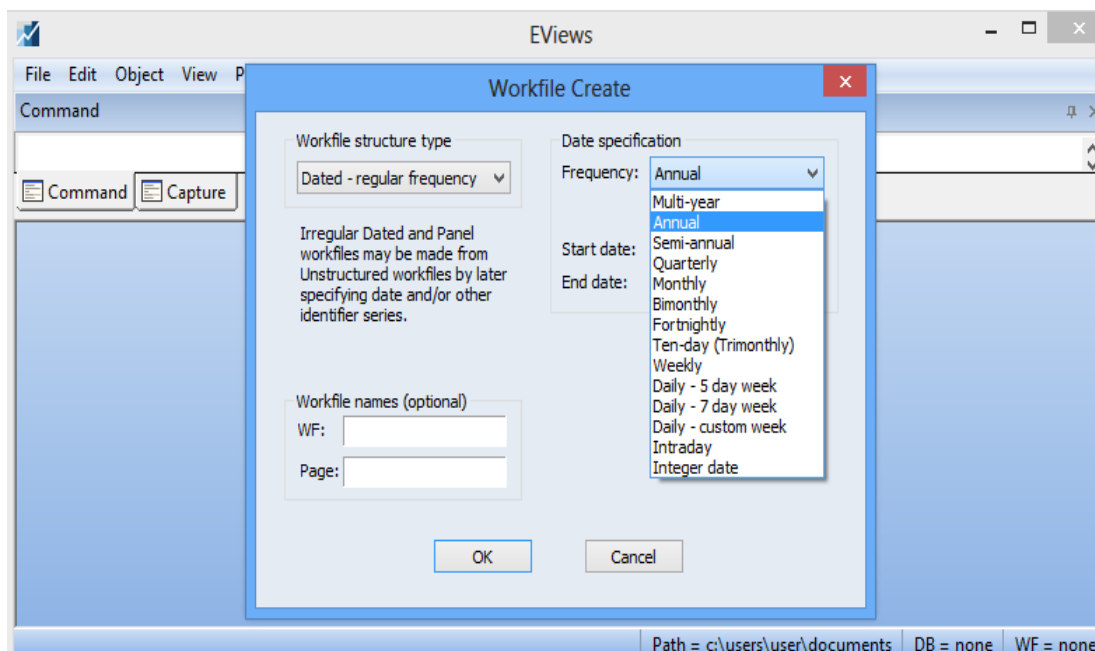 EViews
File Edit Object View P
Workfile Create
Command
Workfile structure type
Dated - regular frequency
Irregular Dated and Panel
workfiles may be made from
Unstructured workfiles by later
specifying date and/or other
identifier series.
Date specification
Frequency: Annual
Multi-year
Annual
Semi-annual
Quarterly
Monthly
Bimonthly
Fortnightly
Ten-day (Trimonthly)
Weekly
Daily - 5 day week
Daily - 7 day week
Daily - custom week
Intraday
Integer date
Start date:
End date:
Command Capture
Workfile names (optional)
WF:
Page:
OK Cancel
Path = c:\users\user\documents DB = none WF = none